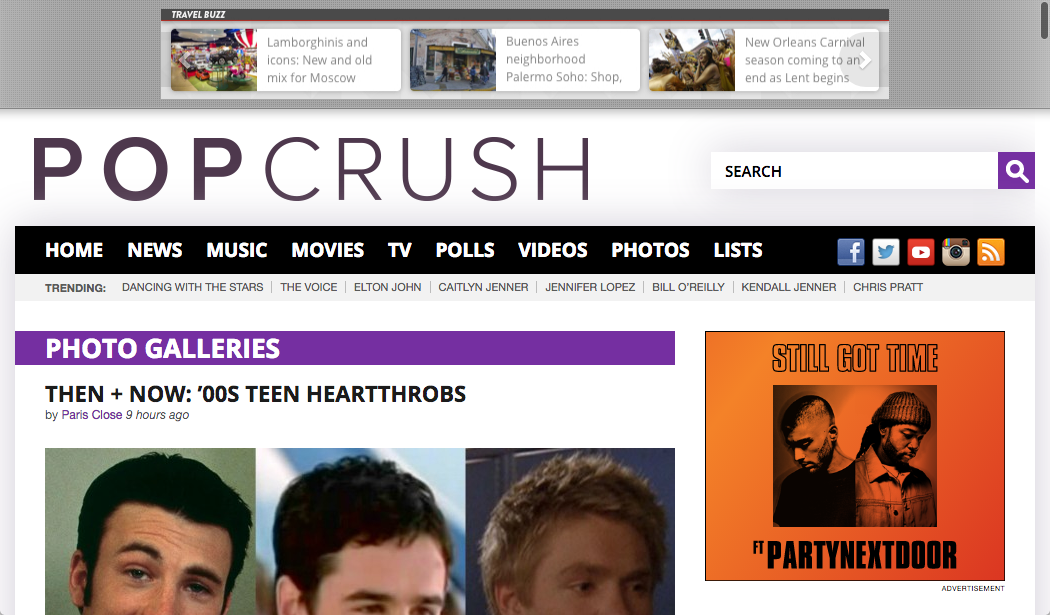 TRAVEL BUZZ
Lamborghinis and
icons: New and old
mix for Moscow
Buenos Aires
neighborhood
Palermo Soho: Shop,
New Orleans Carnival
season coming to an
end as Lent begins
POPCRUSH
SEARCH
HOME NEWS MUSIC MOVIES TV POLLS VIDEOS PHOTOS LISTS
TRENDING: DANCING WITH THE STARS THE VOICE ELTON JOHN CAITLYN JENNER JENNIFER LOPEZ BILL O'REILLY KENDALL JENNER CHRIS PRATT
PHOTO GALLERIES
THEN + NOW: ’00S TEEN HEARTTHROBS
by Paris Close 9 hours ago
STILL GOT TIME
FT PARTYNEXTDOOR
ADVERTISEMENT